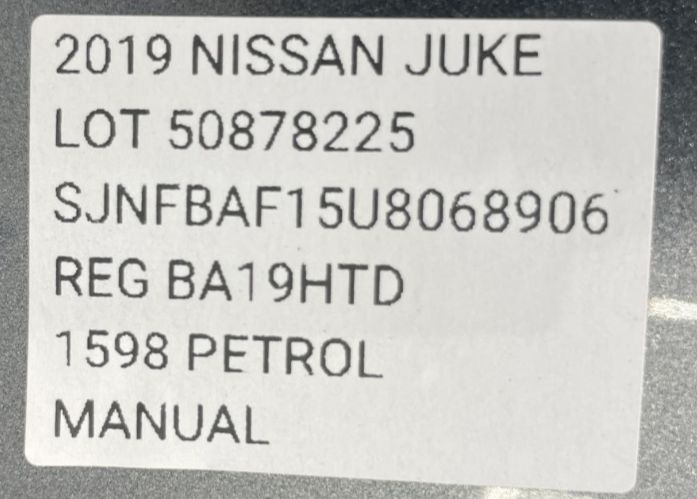 2019 NISSAN JUKE
LOT 50878225
SJNFBAF15U8068906
REG BA19HTD
1598 PETROL
MANUAL